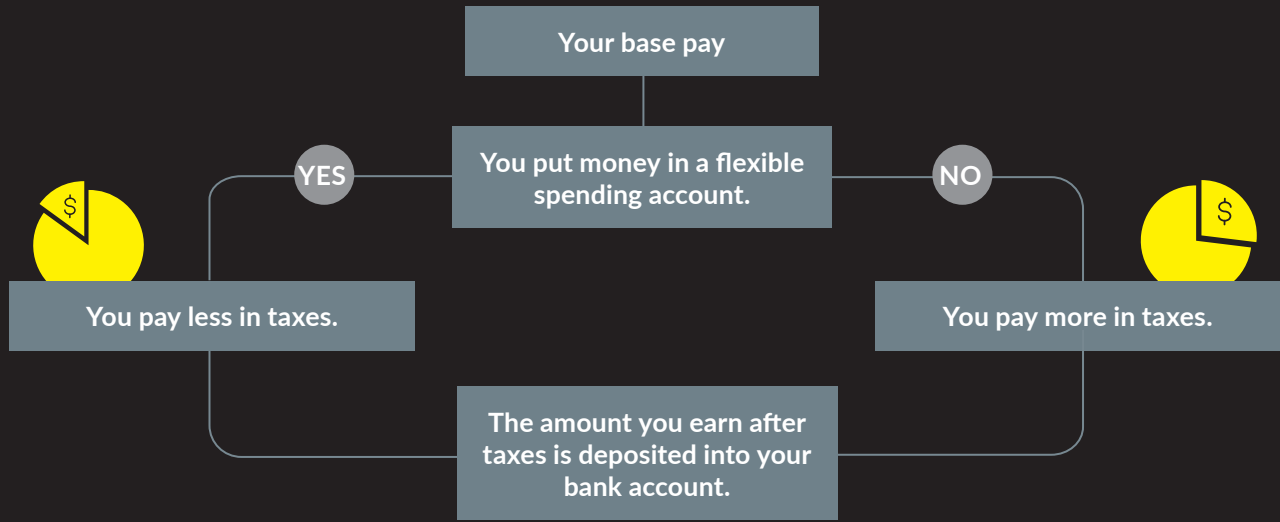 Your base pay
You put money in a flexible
spending account.
YES
NO
$
$
You pay less in taxes.
You pay more in taxes.
The amount you earn after
taxes is deposited into your
bank account.